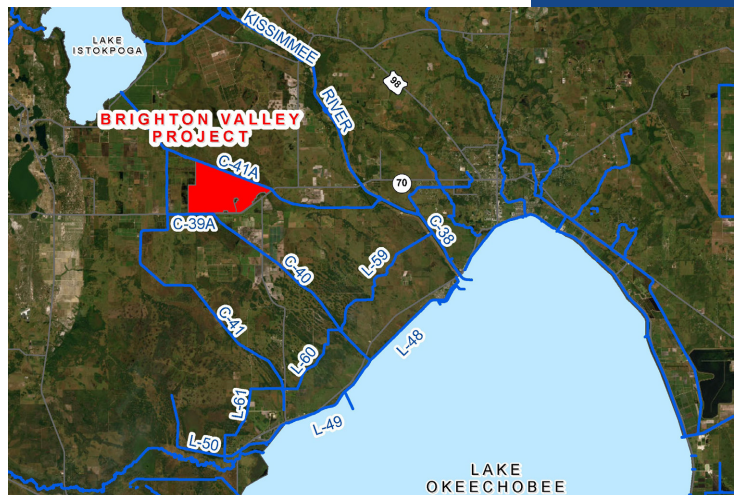 LAKE
ISTOKPOGA
KISSIMMEE
RIVER
98
BRIGHTON VALLEY
PROJECT
C-41A
70
C-39A
C-38
L-59
C-40
C-41
L-48
L-60
L-61
L-49
L-50
LAKE
OKEECHOBEE